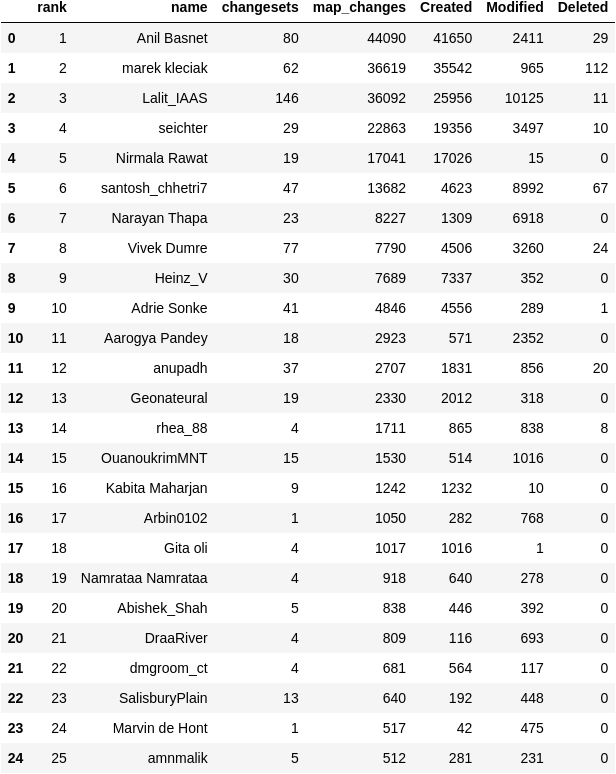 rank name changesets map_changes Created Modified Deleted
0 1 Anil Basnet 80 44090 41650 2411 29
1 2 marek kleciak 62 36619 35542 965 112
2 3 Lalit_IAAS 146 36092 25956 10125 11
3 4 seichter 29 22863 19356 3497 10
4 5 Nirmala Rawat 19 17041 17026 15 0
5 6 santosh_chhetri7 47 13682 4623 8992 67
6 7 Narayan Thapa 23 8227 1309 6918 0
7 8 Vivek Dumre 77 7790 4506 3260 24
8 9 Heinz_V 30 7689 7337 352 0
9 10 Adrie Sonke 41 4846 4556 289 1
10 11 Aarogya Pandey 18 2923 571 2352 0
11 12 anupadh 37 2707 1831 856 20
12 13 Geonateural 19 2330 2012 318 0
13 14 rhea_88 4 1711 865 838 8
14 15 OuanoukrimMNT 15 1530 514 1016 0
15 16 Kabita Maharjan 9 1242 1232 10 0
16 17 Arbin0102 1 1050 282 768 0
17 18 Gita oli 4 1017 1016 1 0
18 19 Namrataa Namrataa 4 918 640 278 0
19 20 Abishek_Shah 5 838 446 392 0
20 21 DraaRiver 4 809 116 693 0
21 22 dmgroom_ct 4 681 564 117 0
22 23 SalisburyPlain 13 640 192 448 0
23 24 Marvin de Hont 1 517 42 475 0
24 25 amnmalik 5 512 281 231 0